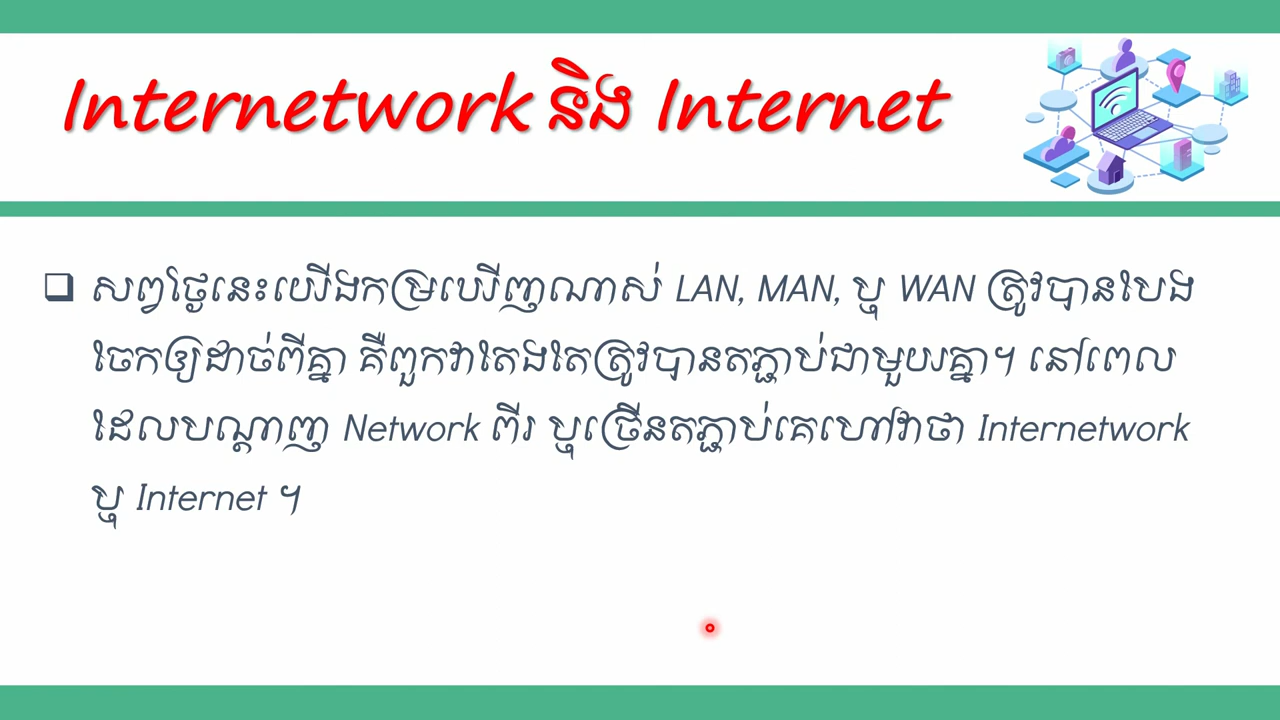 Internetwork និង Internet
សព្វថ្ងៃនេះយើងកម្រឃើញណាស់ LAN, MAN, ឬ WAN ត្រូវបានបែង
ចែកឲ្យដាច់ពីគ្នា គឺពួកវាតែងតែត្រូវបានតភ្ជាប់ជាមួយគ្នា។ នៅពេល
ដែលបណ្តាញ Network ពីរ ឬច្រើនតភ្ជាប់គេហៅវាថា Internetwork
ឬ Internet ។